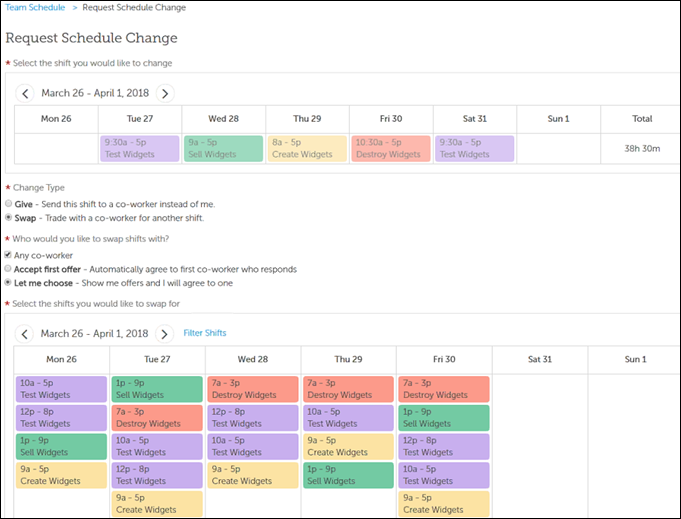 Team Schedule > Request Schedule Change
Request Schedule Change
* Select the shift you would like to change
March 26 - April 1, 2018
Mon 26 Tue 27 Wed 28 Thu 29 Fri 30 Sat 31 Sun 1 Total
9:30a - 5p 9a - 5p 8a - 5p 10:30a - 5p 9:30a - 5p
Test Widgets Sell Widgets Create Widgets Destroy Widgets Test Widgets
38h 30m
* Change Type
Give - Send this shift to a co-worker instead of me.
Swap - Trade with a co-worker for another shift.
* Who would you like to swap shifts with?
Any co-worker
Accept first offer - Automatically agree to first co-worker who responds
Let me choose - Show me offers and I will agree to one
* Select the shifts you would like to swap for
March 26 - April 1, 2018 Filter Shifts
Mon 26 Tue 27 Wed 28 Thu 29 Fri 30 Sat 31 Sun 1
10a - 5p 1p - 9p 7a - 3p 7a - 3p 7a - 3p
Test Widgets Sell Widgets Destroy Widgets Destroy Widgets Destroy Widgets
12p - 8p 7a - 3p 12p - 8p 10a - 5p 1p - 9p
Test Widgets Destroy Widgets Test Widgets Test Widgets Sell Widgets
1p - 9p 10a - 5p 10a - 5p 9a - 5p 12p - 8p
Sell Widgets Test Widgets Test Widgets Create Widgets Test Widgets
9a - 5p 12p - 8p 9a - 5p 1p - 9p 10a - 5p
Create Widgets Test Widgets Create Widgets Sell Widgets Test Widgets
9a - 5p 9a - 5p
Create Widgets Create Widgets